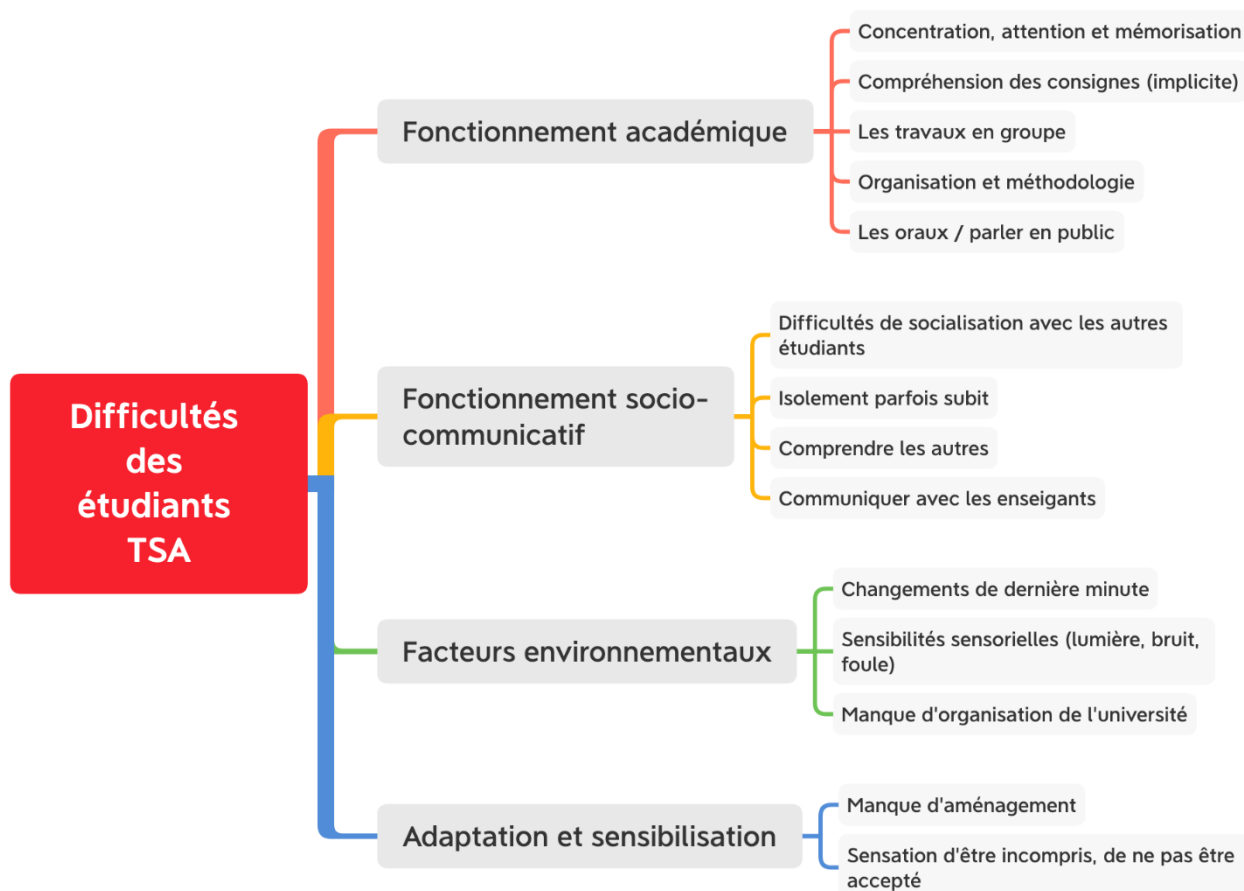 Difficultés
des
étudiants
TSA
Fonctionnement académique
Concentration, attention et mémorisation
Compréhension des consignes (implicite)
Les travaux en groupe
Organisation et méthodologie
Les oraux / parler en public
Fonctionnement socio-
communicatif
Difficultés de socialisation avec les autres
étudiants
Isolement parfois subit
Comprendre les autres
Communiquer avec les enseigants
Facteurs environnementaux
Changements de dernière minute
Sensibilités sensorielles (lumière, bruit,
foule)
Manque d'organisation de l'université
Adaptation et sensibilisation
Manque d'aménagement
Sensation d'être incompris, de ne pas être
accepté